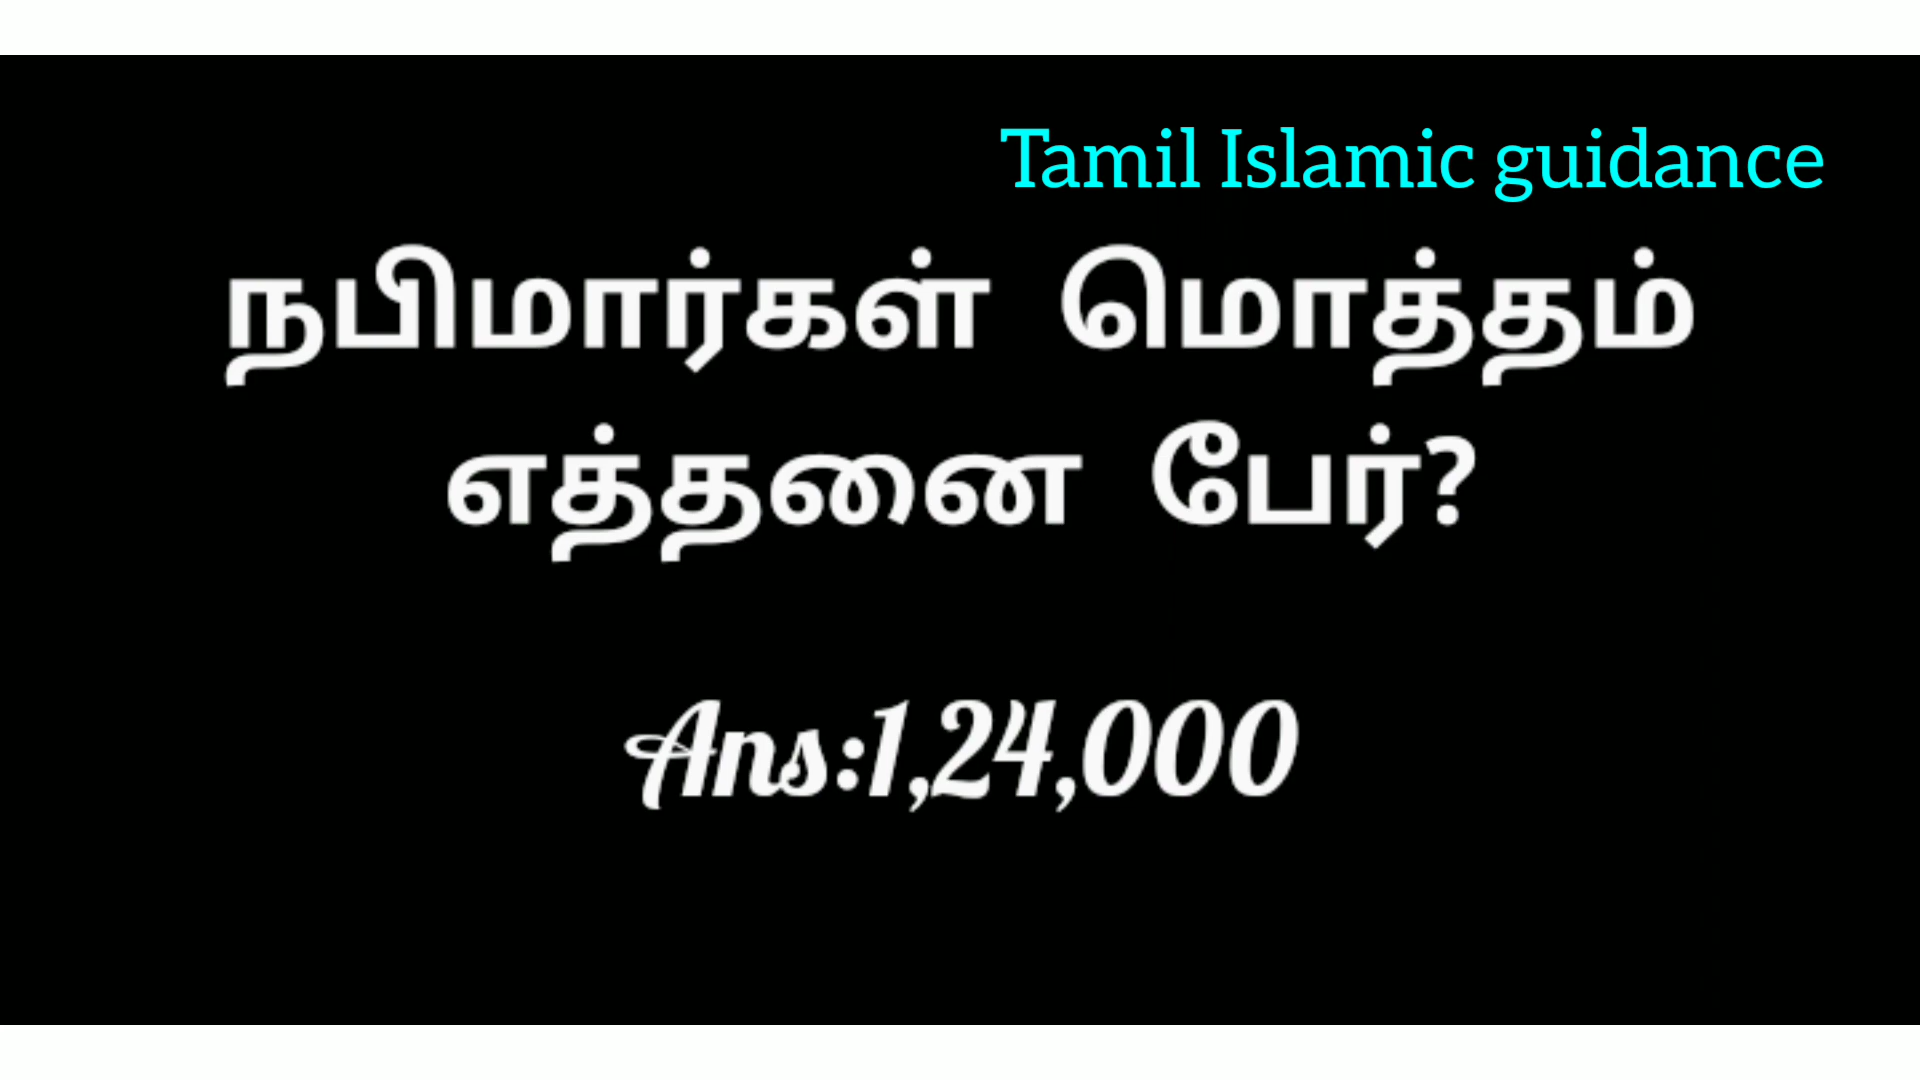 Tamil Islamic guidance
நபிமார்கள் மொத்தம்
எத்தனை பேர்?
Ans:1,24,000